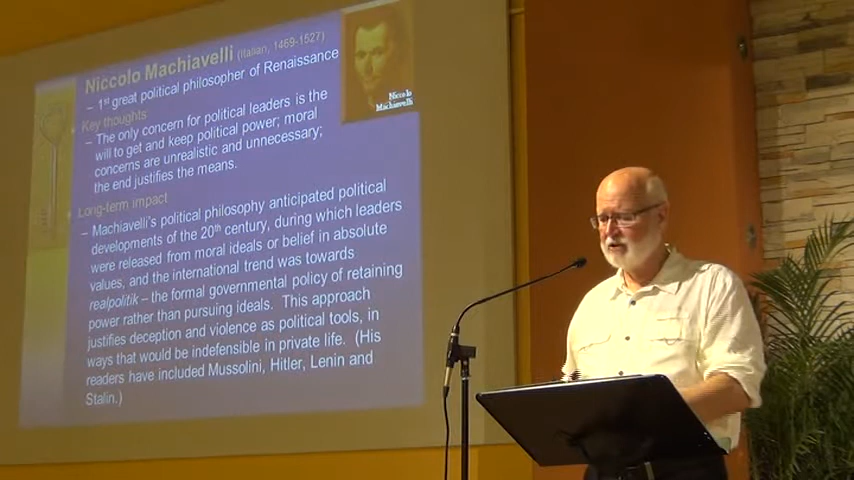 Niccolo Machiavelli (Italian, 1469-1527)
– 1st great political philosopher of Renaissance
Key thoughts
– The only concern for political leaders is the
will to get and keep political power; moral
concerns are unrealistic and unnecessary;
the end justifies the means.
Long-term impact
– Machiavelli's political philosophy anticipated political
developments of the 20th century, during which leaders
were released from moral ideals or belief in absolute
values, and the international trend was towards
realpolitik – the formal governmental policy of retaining
power rather than pursuing ideals. This approach
justifies deception and violence as political tools, in
ways that would be indefensible in private life. (His
readers have included Mussolini, Hitler, Lenin and
Stalin.)
Niccolo
Machiavelli